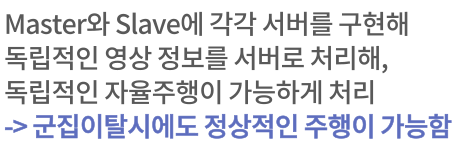 Master와 Slave에 각각 서버를 구현해
독립적인 영상 정보를 서버로 처리해,
독립적인 자율주행이 가능하게 처리
-> 군집이탈시에도 정상적인 주행이 가능함